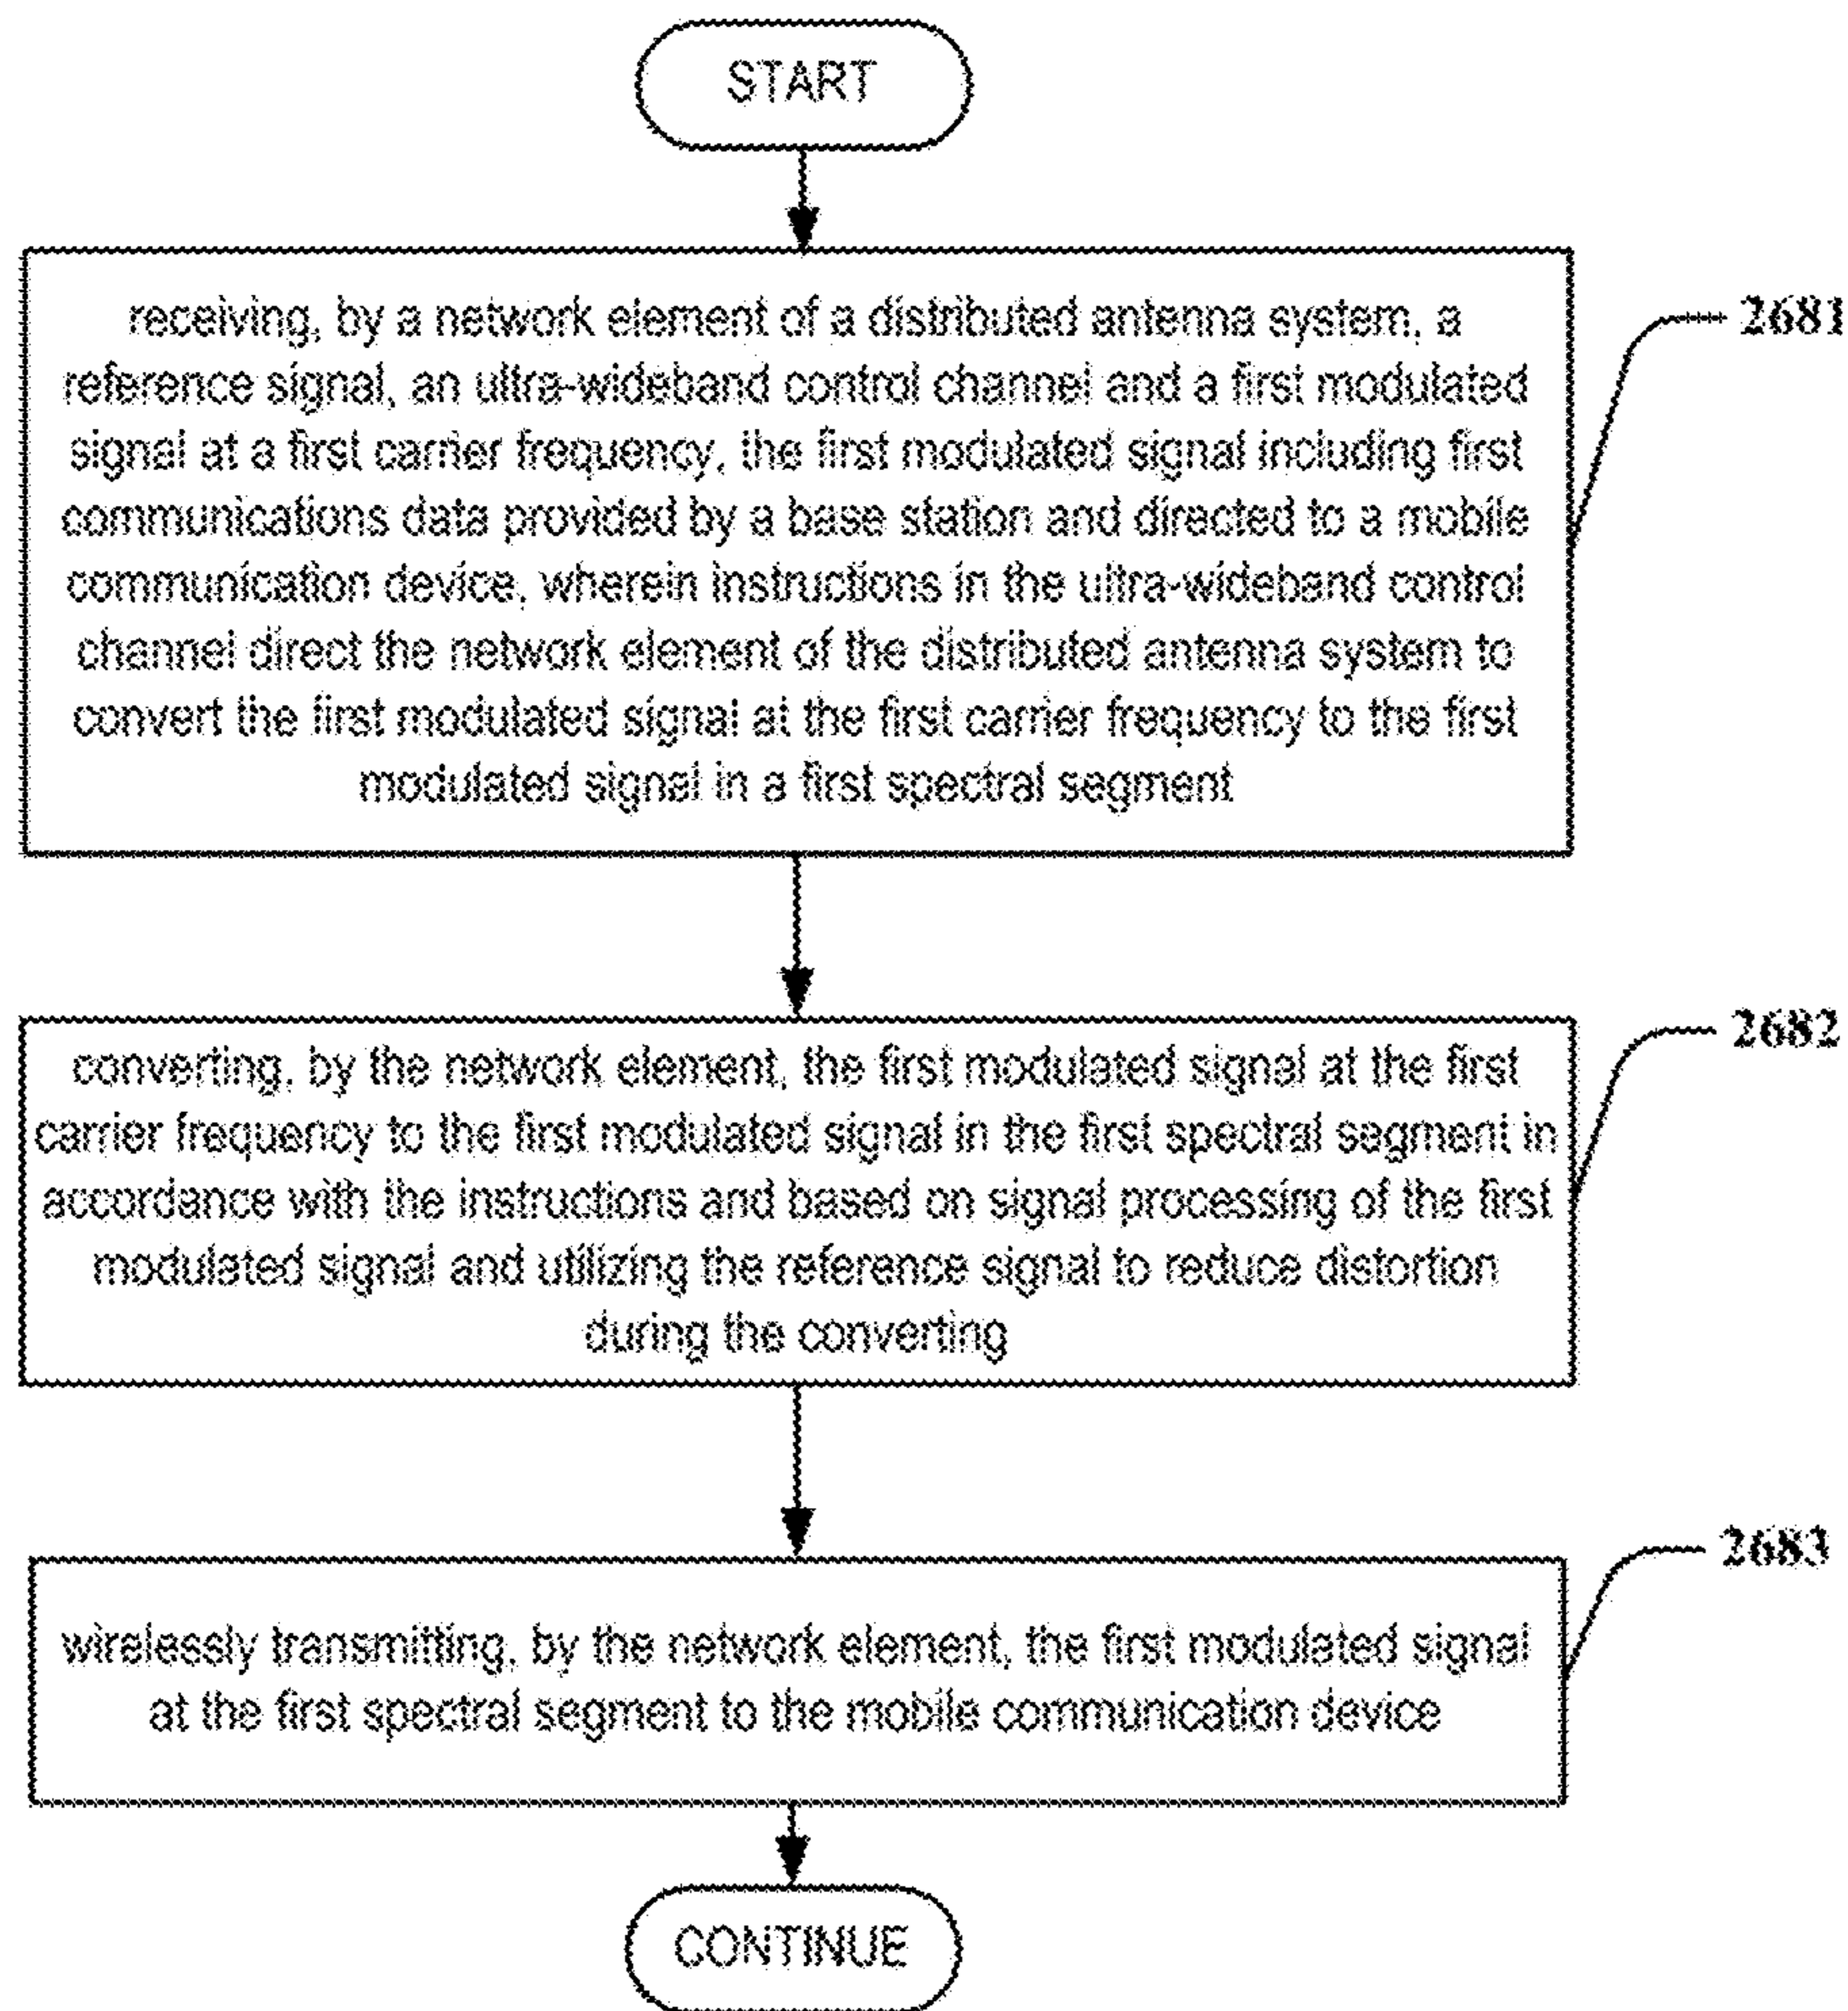 START
receiving, by a network element of a distributed antenna system, a
reference signal, an ultra-wideband control channel and a first modulated
signal at a first carrier frequency, the first modulated signal including first
communications data provided by a base station and directed to a mobile
communication device, wherein instructions in the ultra-wideband control
channel direct the network element of the distributed antenna system to
convert the first modulated signal at the first carrier frequency to the first
modulated signal in a first spectral segment
2681
converting, by the network element, the first modulated signal at the first
carrier frequency to the first modulated signal in the first spectral segment in
accordance with the instructions and based on signal processing of the first
modulated signal and utilizing the reference signal to reduce distortion
during the converting
2682
wirelessly transmitting, by the network element, the first modulated signal
at the first spectral segment to the mobile communication device
2683
CONTINUE